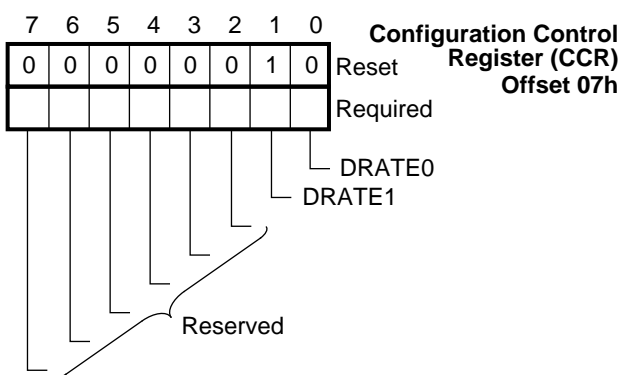 7 6 5 4 3 2 1 0
Configuration Control
Register (CCR)
Offset 07h
0 0 0 0 0 0 1 0 Reset
Required
DRATE0
DRATE1
Reserved